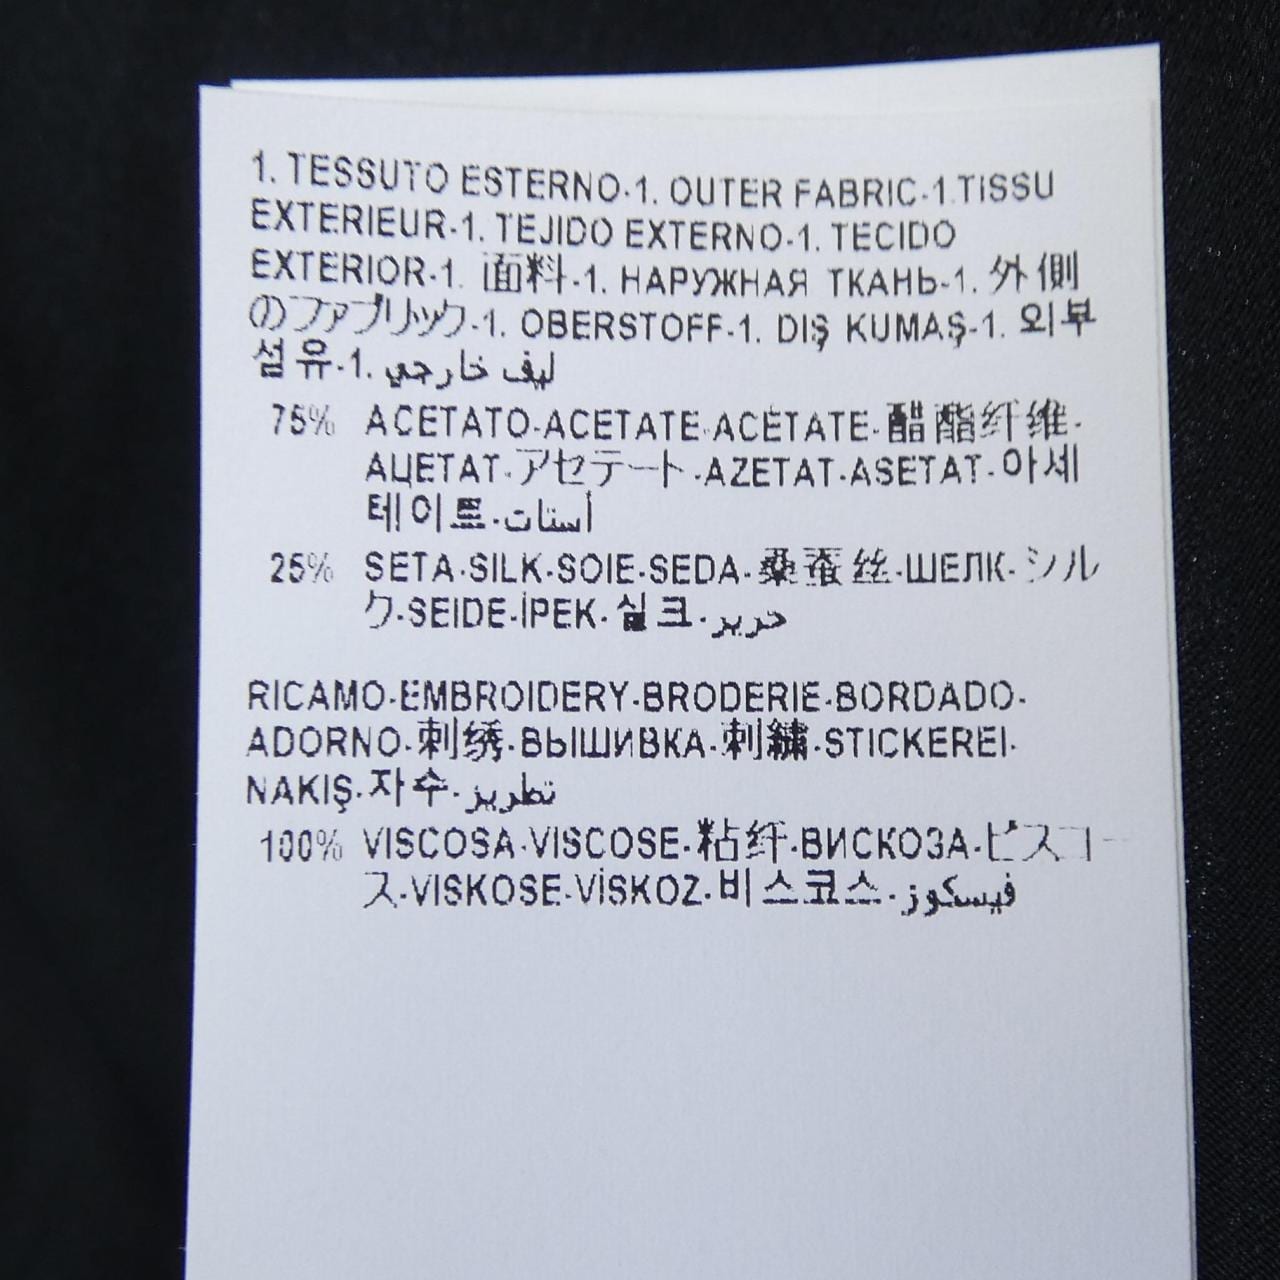 1. TESSUTO ESTERNO-1. OUTER FABRIC-1.TISSU
EXTERIEUR-1. TEJIDO EXTERNO-1. TECIDO
EXTERIOR-1. 面料-1. НАРУЖНАЯ ТКАНЬ-1. 外側
のファブリック-1. OBERSTOFF-1. DIŞ KUMAŞ-1. 외부
섬유-1. ليف خارجي
75% ACETATO-ACETATE-ACÉTATE-醋酯纤维-
АЦЕТАТ-アセテート-AZETAT-ASETAT-아세
테이트-أستات
25% SETA-SILK-SOIE-SEDA-桑蚕丝-ШЕЛК-シル
ク-SEIDE-İPEK-실크-حرير
RICAMO-EMBROIDERY-BRODERIE-BORDADO-
ADORNO-刺绣-ВЫШИВКА-刺繍-STICKEREI-
NAKIŞ-자수-تطريز
100% VISCOSA-VISCOSE-粘纤-ВИСКОЗА-ビスコー
ス-VISKOSE-VİSKOZ-비스코스-فيسكوز